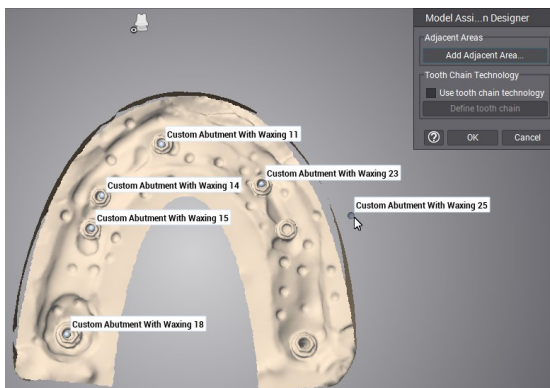 Model Assi...n Designer
Adjacent Areas
Add Adjacent Area...
Tooth Chain Technology
Use tooth chain technology
Define tooth chain
OK
Cancel
Custom Abutment With Waxing 11
Custom Abutment With Waxing 23
Custom Abutment With Waxing 14
Custom Abutment With Waxing 25
Custom Abutment With Waxing 15
Custom Abutment With Waxing 18